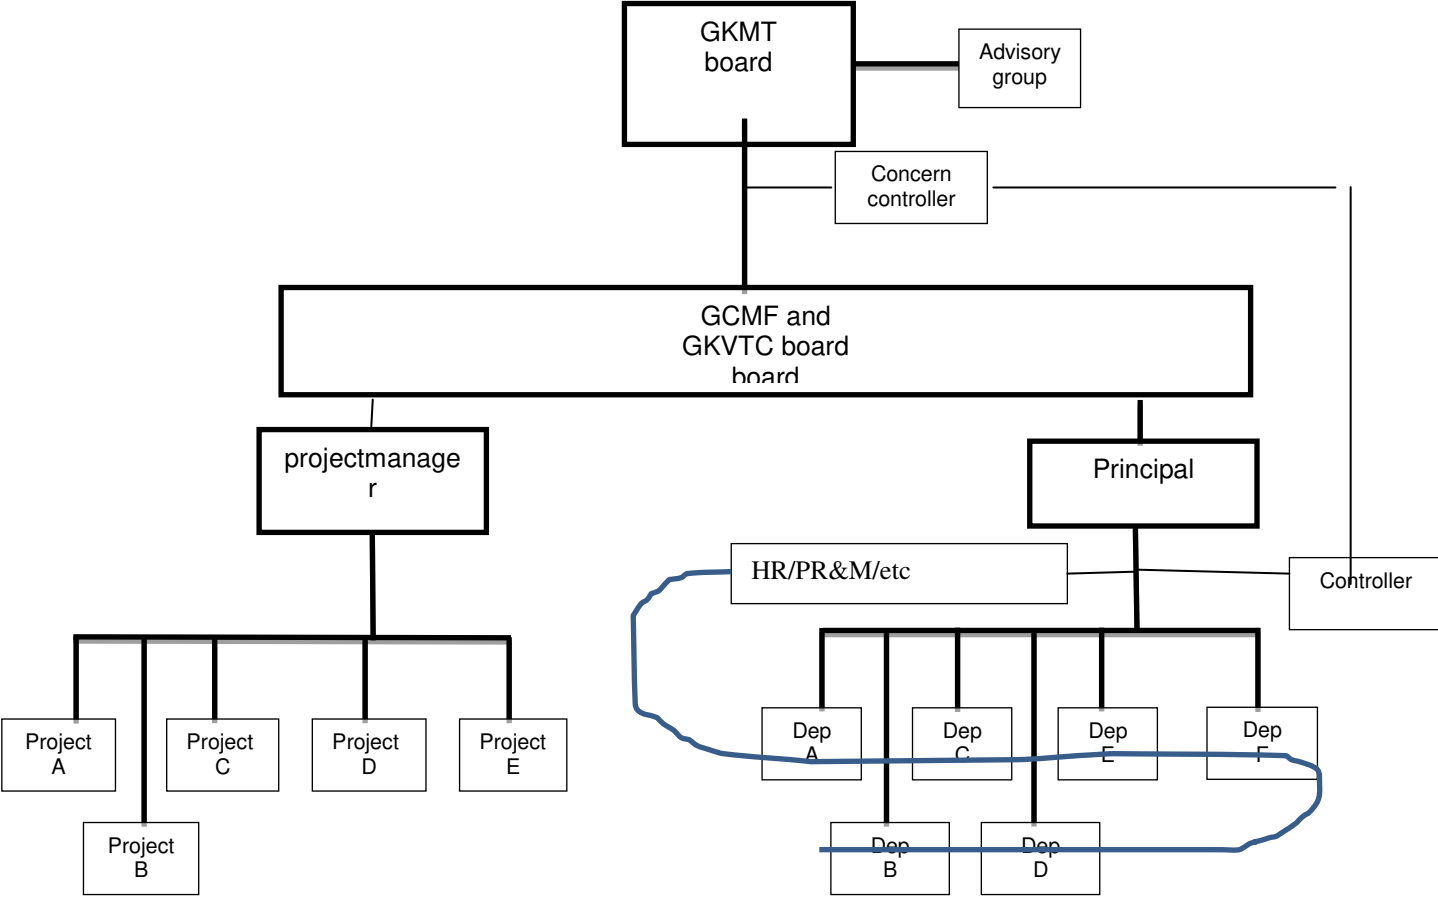 GKMT
board
Advisory
group
Concern
controller
GCMF and
GKVTC board
board
projectmanage
r
Principal
HR/PR&M/etc
Controller
Project
A
Project
C
Project
D
Project
E
Dep
A
Dep
C
Dep
E
Dep
F
Project
B
Dep
B
Dep
D